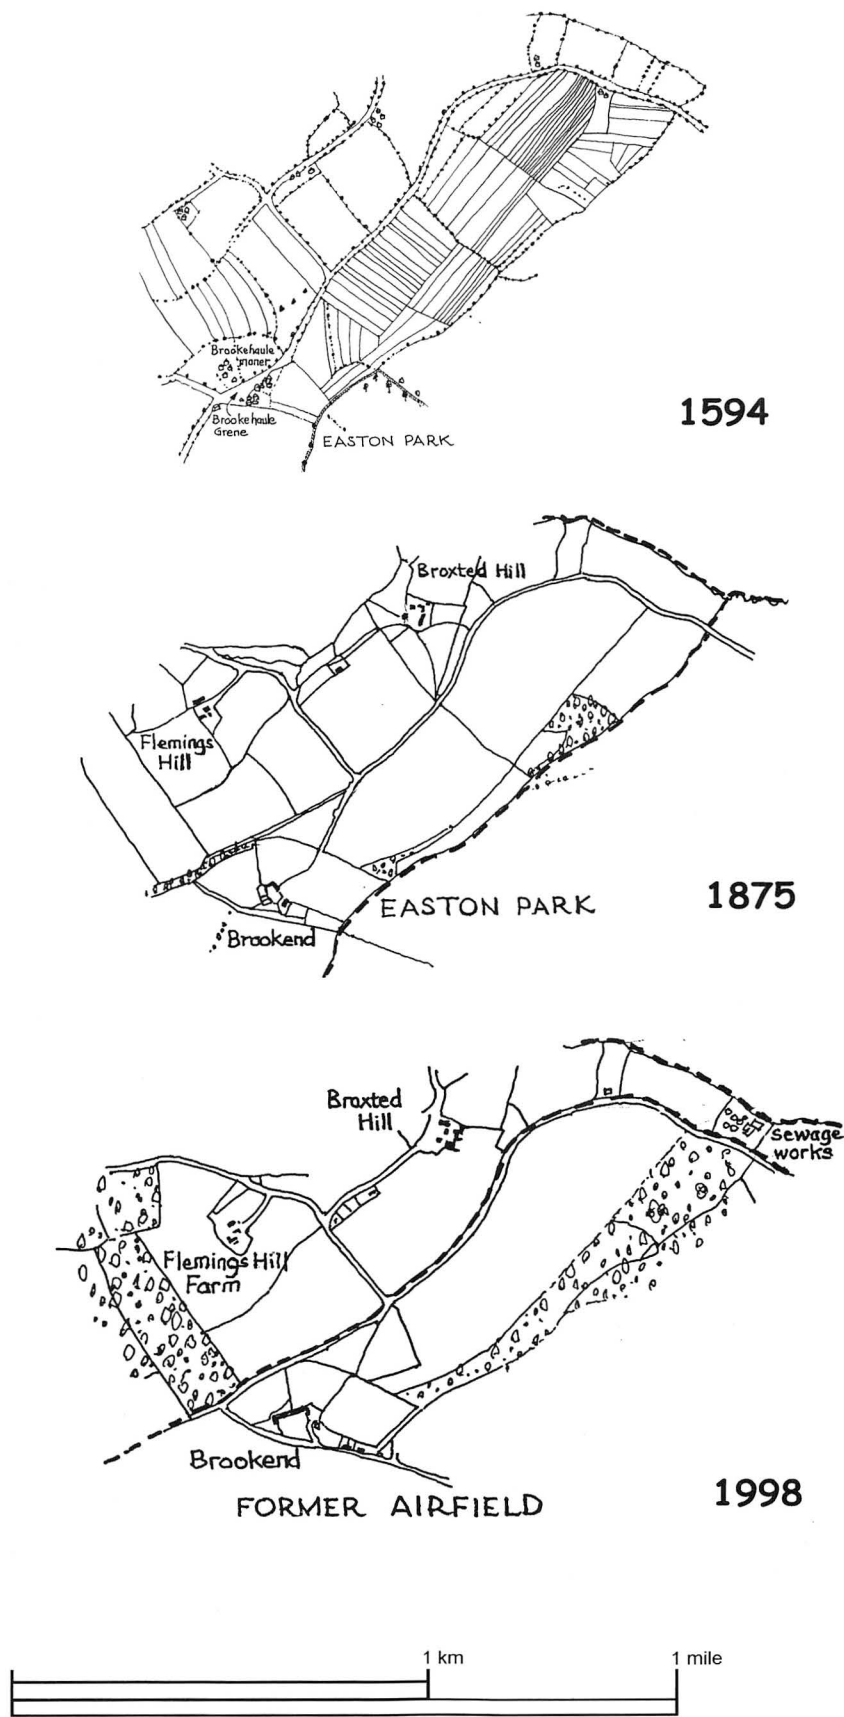 Brookehaule
maner
Brookehaule
Grene
EASTON PARK
1594
Broxted Hill
Flemings
Hill
EASTON PARK
Brookend
1875
Broxted
Hill
Sewage
works
Flemings Hill
Farm
Brookend
FORMER AIRFIELD
1998
1 km
1 mile